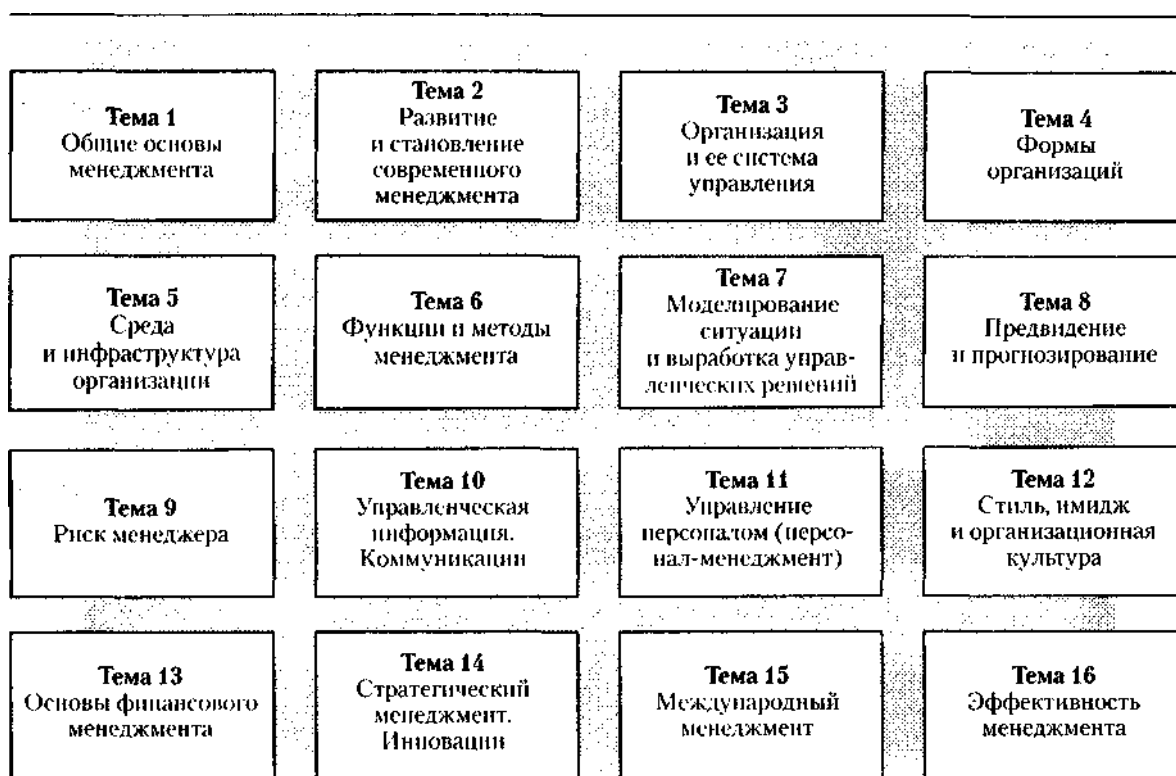 Тема 1
Общие основы
менеджмента
Тема 2
Развитие
и становление
современного
менеджмента
Тема 3
Организация
и ее система
управления
Тема 4
Формы
организаций
Тема 5
Среда
и инфраструктура
организации
Тема 6
Функции и методы
менеджмента
Тема 7
Моделирование
ситуации
и выработка управ-
ленческих решений
Тема 8
Предвидение
и прогнозирование
Тема 9
Риск менеджера
Тема 10
Управленческая
информация.
Коммуникации
Тема 11
Управление
персоналом (персо-
нал-менеджмент)
Тема 12
Стиль, имидж
и организационная
культура
Тема 13
Основы финансового
менеджмента
Тема 14
Стратегический
менеджмент.
Инновации
Тема 15
Международный
менеджмент
Тема 16
Эффективность
менеджмента